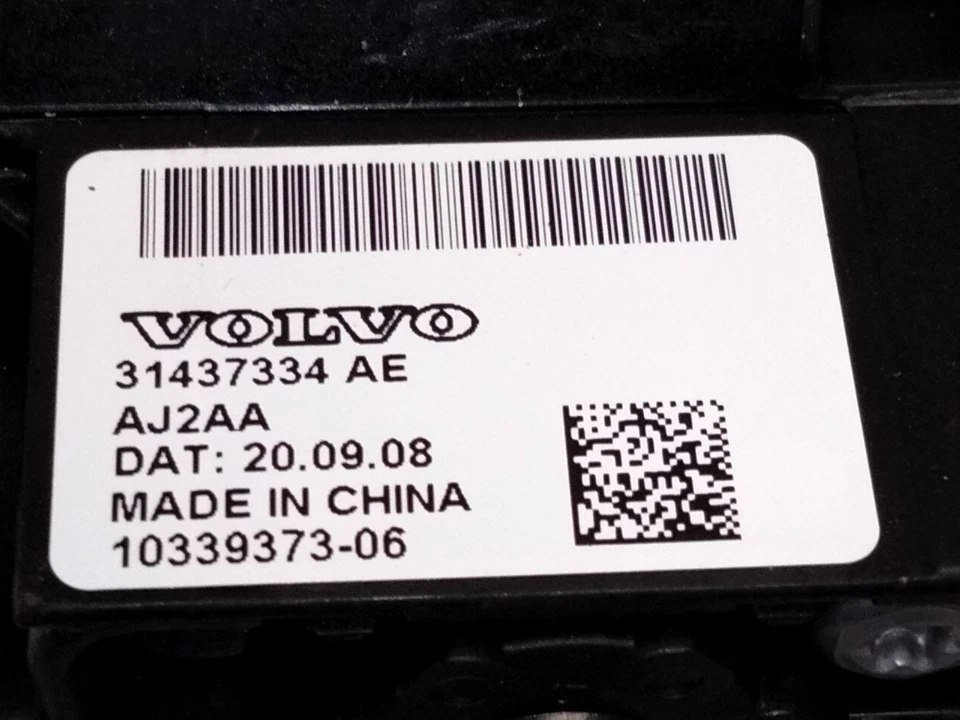 VOLVO
31437334 AE
AJ2AA
DAT: 20.09.08
MADE IN CHINA
10339373-06